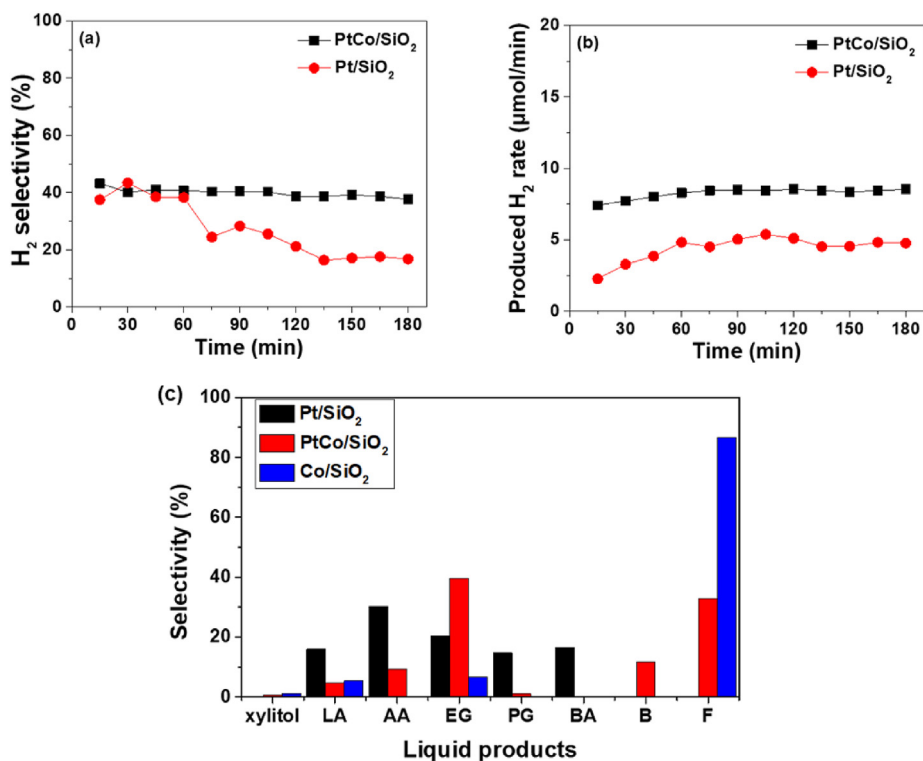 (a)
PtCo/SiO₂
Pt/SiO₂
H₂ selectivity (%)
100
80
60
40
20
0
0 30 60 90 120 150 180
Time (min)
(b)
PtCo/SiO₂
Pt/SiO₂
Produced H₂ rate (μmol/min)
20
15
10
5
0
0 30 60 90 120 150 180
Time (min)
(c)
Pt/SiO₂
PtCo/SiO₂
Co/SiO₂
Selectivity (%)
100
80
60
40
20
0
xylitol LA AA EG PG BA B F
Liquid products